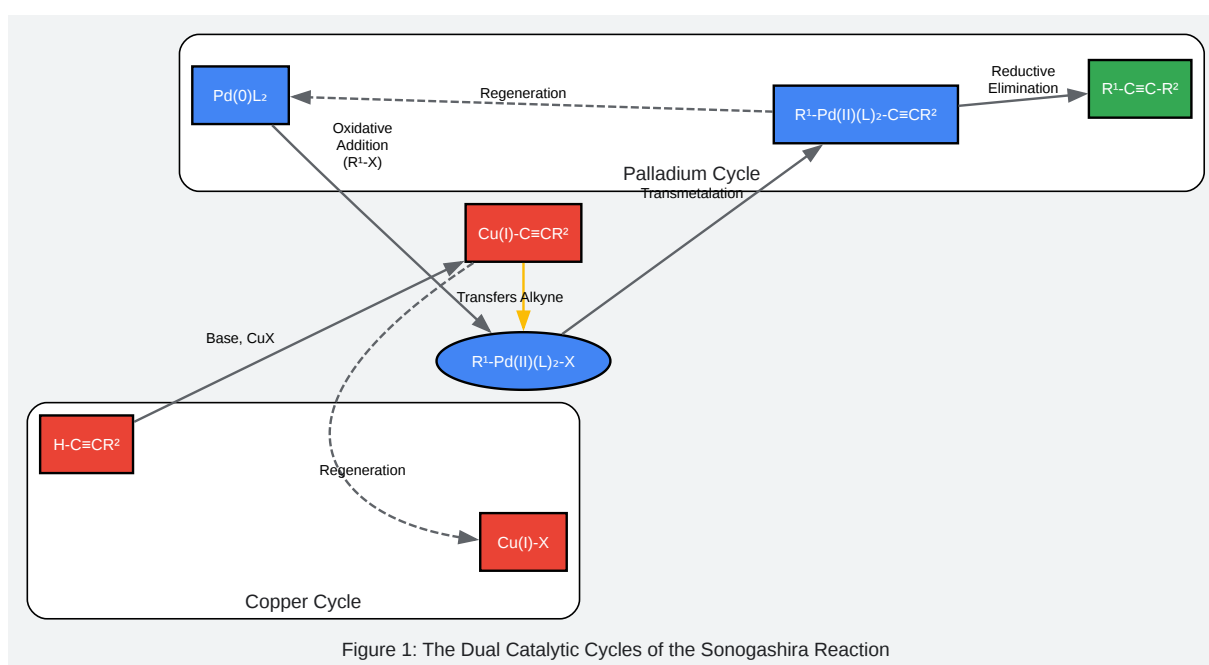 Pd(0)L₂
Regeneration
R¹-Pd(II)(L)₂-C≡CR²
Reductive
Elimination
R¹-C≡C-R²
Oxidative
Addition
(R¹-X)
Palladium Cycle
Transmetalation
Cu(I)-C≡CR²
Transfers Alkyne
Base, CuX
R¹-Pd(II)(L)₂-X
H-C≡CR²
Regeneration
Cu(I)-X
Copper Cycle
Figure 1: The Dual Catalytic Cycles of the Sonogashira Reaction